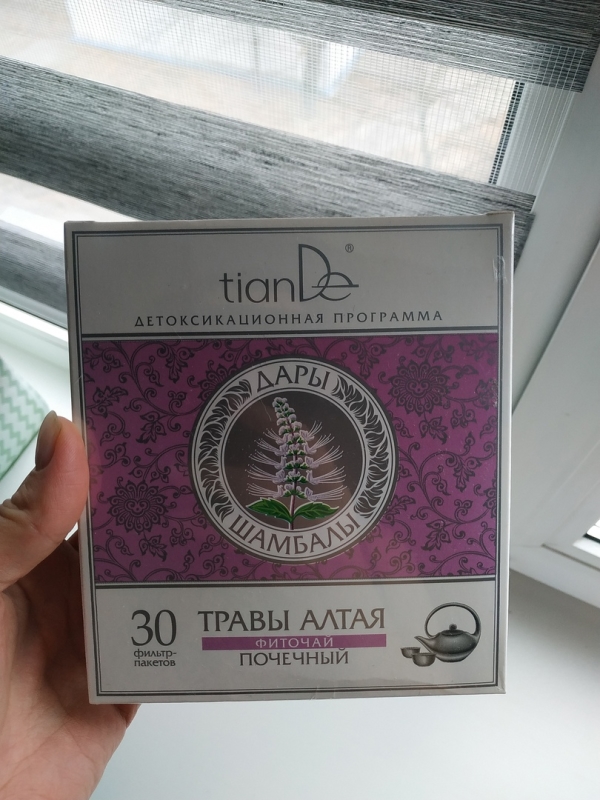 tianDe®
ДЕТОКСИКАЦИОННАЯ ПРОГРАММА
ДАРЫ
ШАМБАЛЫ
30
фильтр-
пакетов
ТРАВЫ АЛТАЯ
ФИТОЧАЙ
ПОЧЕЧНЫЙ